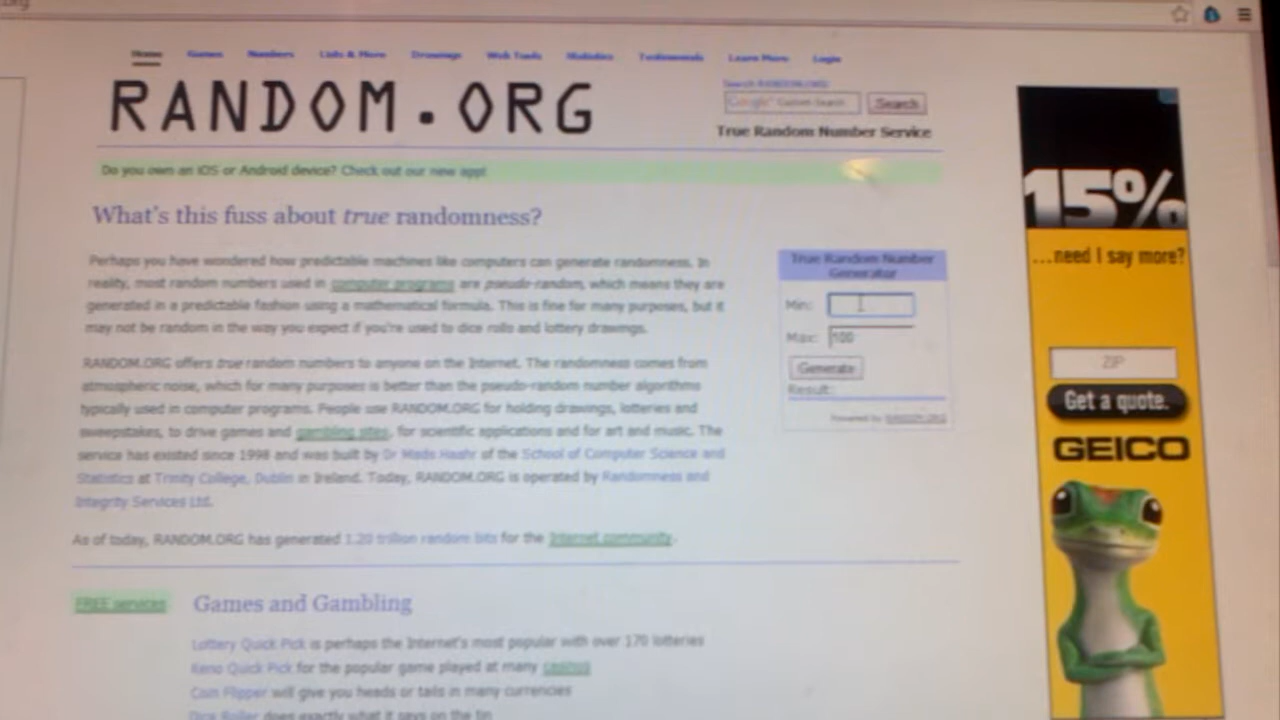 Home Games Numbers Lists & More Drawings Web Tools Statistics Testimonials Learn More Login
RANDOM.ORG
Search RANDOM.ORG
Google™ Custom Search Search
True Random Number Service
Do you own an iOS or Android device? Check out our new app!
What's this fuss about true randomness?
Perhaps you have wondered how predictable machines like computers can generate randomness. In
reality, most random numbers used in computer programs are pseudo-random, which means they are
generated in a predictable fashion using a mathematical formula. This is fine for many purposes, but it
may not be random in the way you expect if you're used to dice rolls and lottery drawings.
RANDOM.ORG offers true random numbers to anyone on the Internet. The randomness comes from
atmospheric noise, which for many purposes is better than the pseudo-random number algorithms
typically used in computer programs. People use RANDOM.ORG for holding drawings, lotteries and
sweepstakes, to drive games and gambling sites, for scientific applications and for art and music. The
service has existed since 1998 and was built by Dr Mads Haahr of the School of Computer Science and
Statistics at Trinity College, Dublin in Ireland. Today, RANDOM.ORG is operated by Randomness and
Integrity Services Ltd.
As of today, RANDOM.ORG has generated 1.20 trillion random bits for the Internet community.
True Random Number
Generator
Min:
Max: 100
Generate
Result:
Powered by RANDOM.ORG
FREE services
Games and Gambling
Lottery Quick Pick is perhaps the Internet's most popular with over 170 lotteries
Keno Quick Pick for the popular game played at many casinos
Coin Flipper will give you heads or tails in many currencies
Dice Roller does exactly what it says on the tin
15%
...need I say more?
ZIP
Get a quote.
GEICO